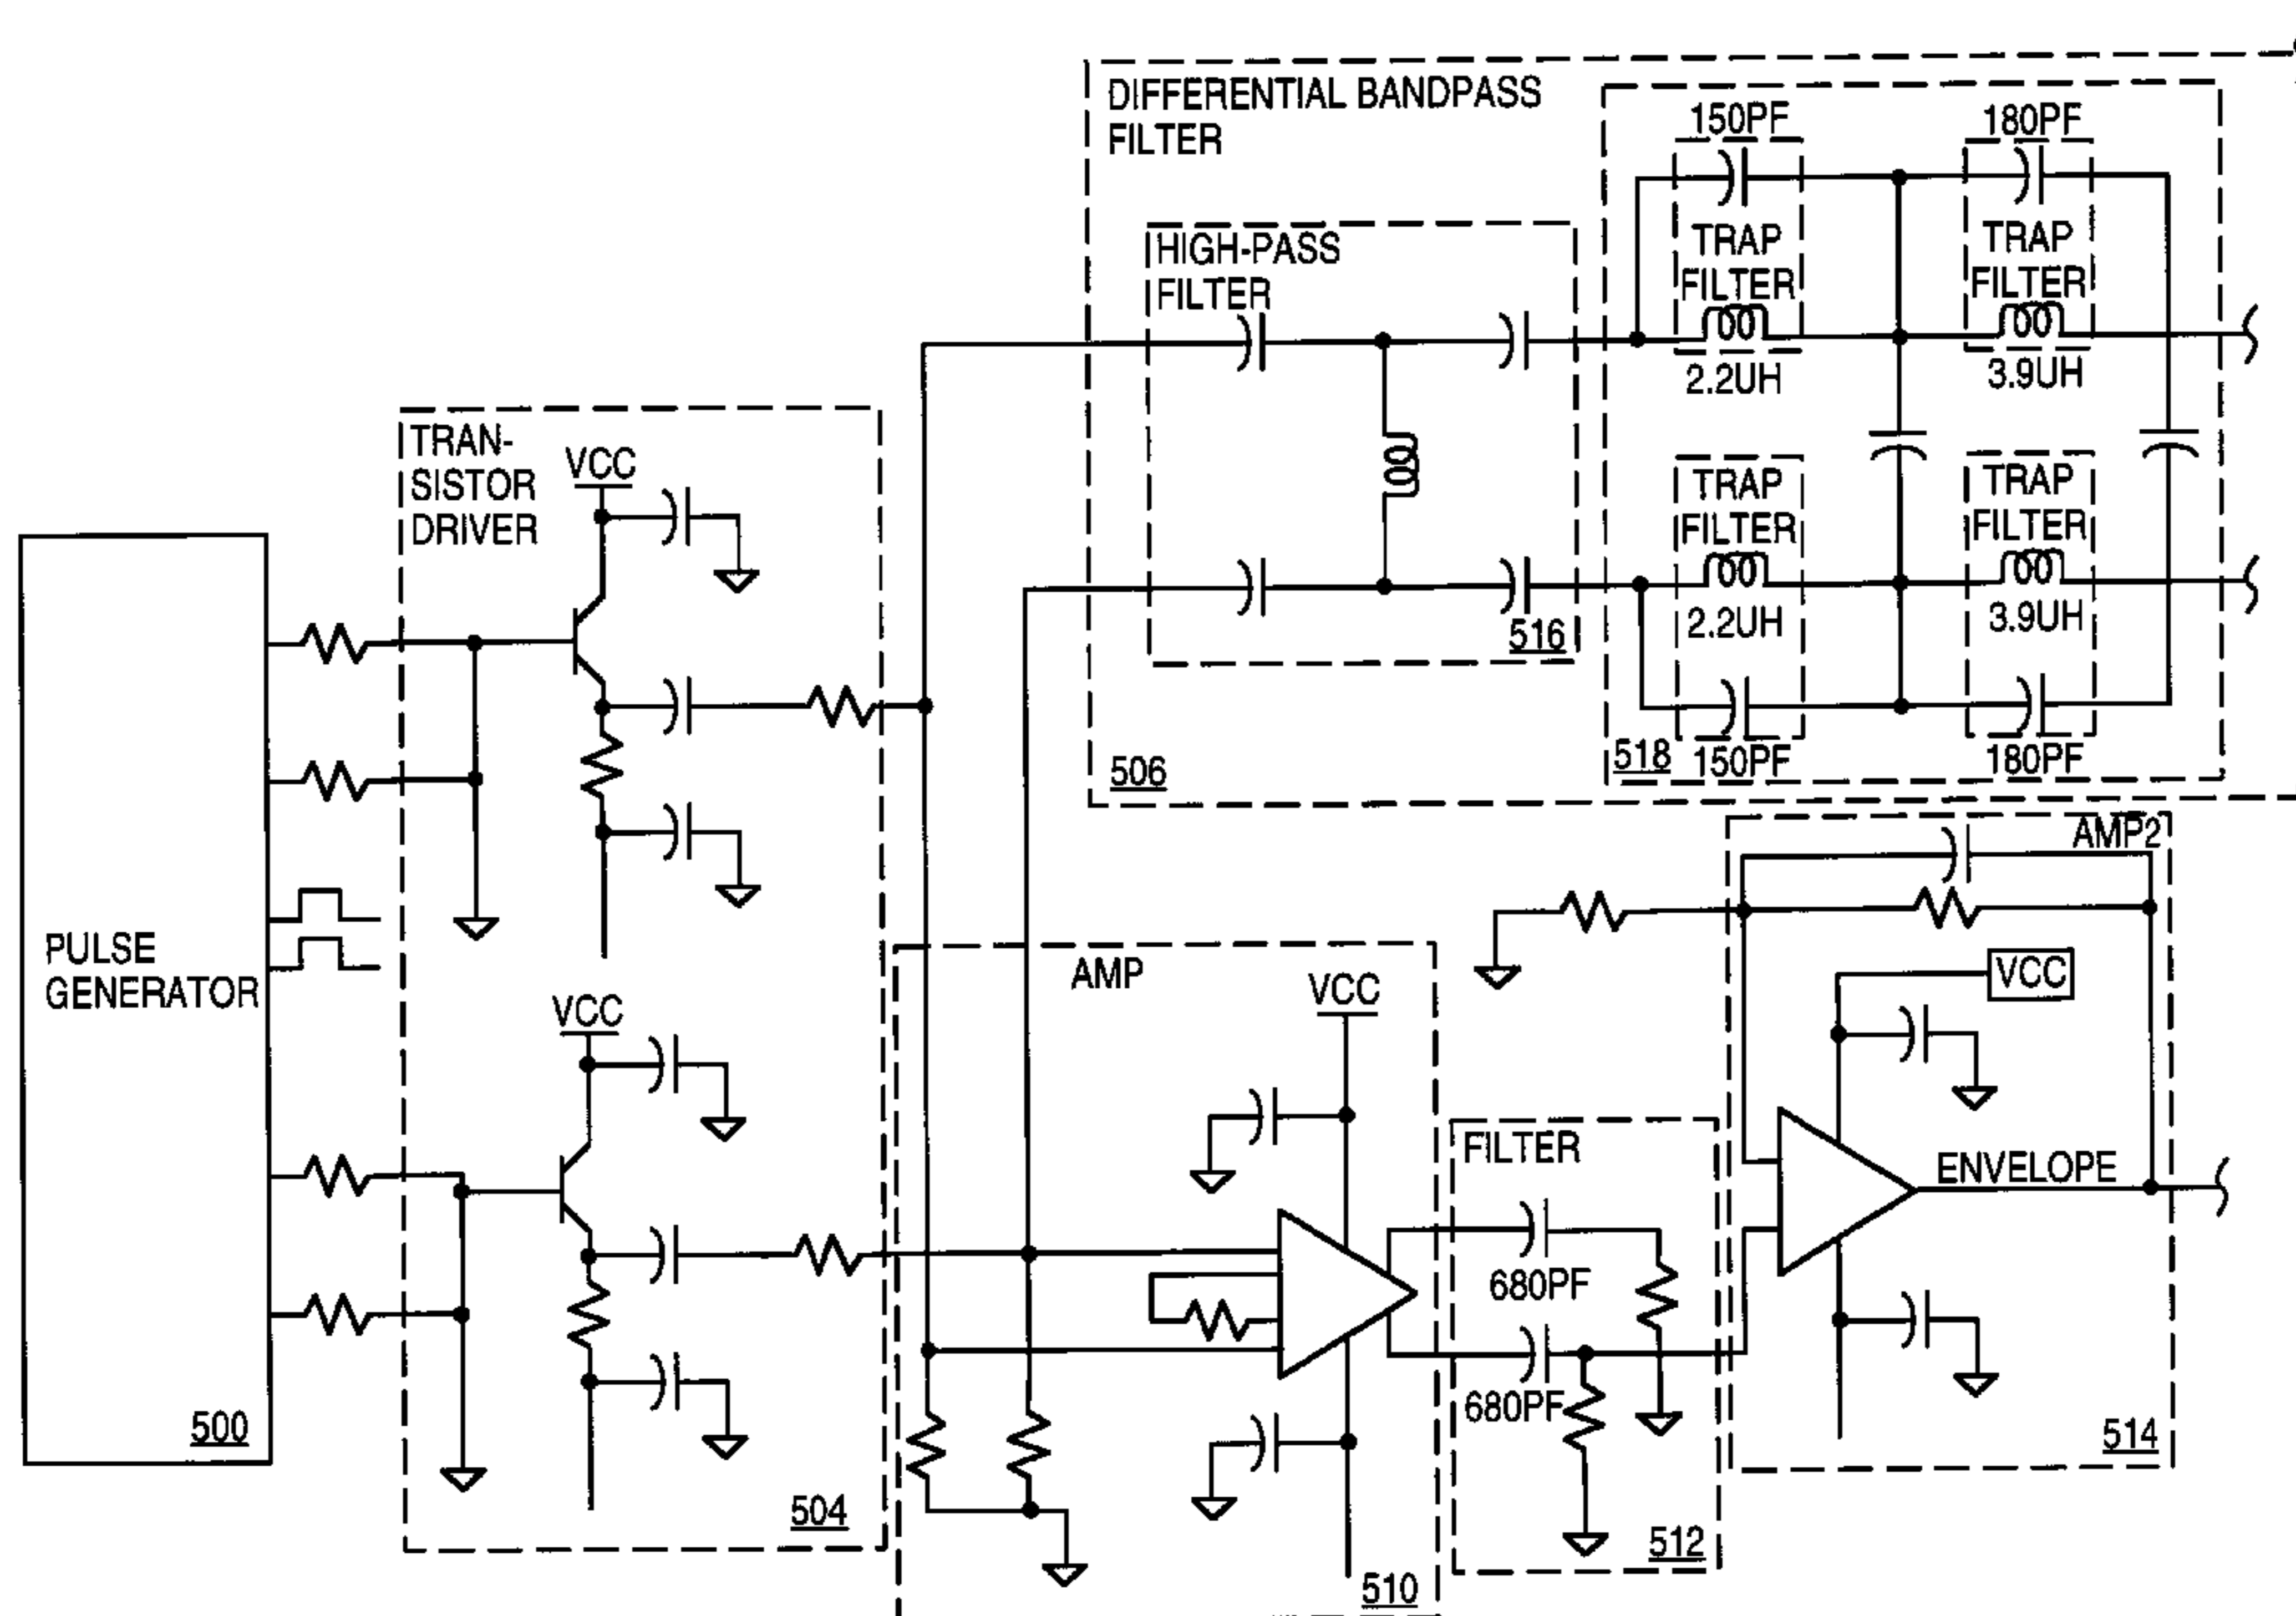 DIFFERENTIAL BANDPASS
FILTER
150PF
180PF
TRAP
FILTER
TRAP
FILTER
HIGH-PASS
FILTER
2.2UH
3.9UH
TRAN-
SISTOR
DRIVER
VCC
TRAP
FILTER
TRAP
FILTER
2.2UH
3.9UH
516
518
150PF
180PF
506
AMP2
PULSE
GENERATOR
AMP
VCC
VCC
VCC
FILTER
ENVELOPE
680PF
680PF
500
514
504
512
510